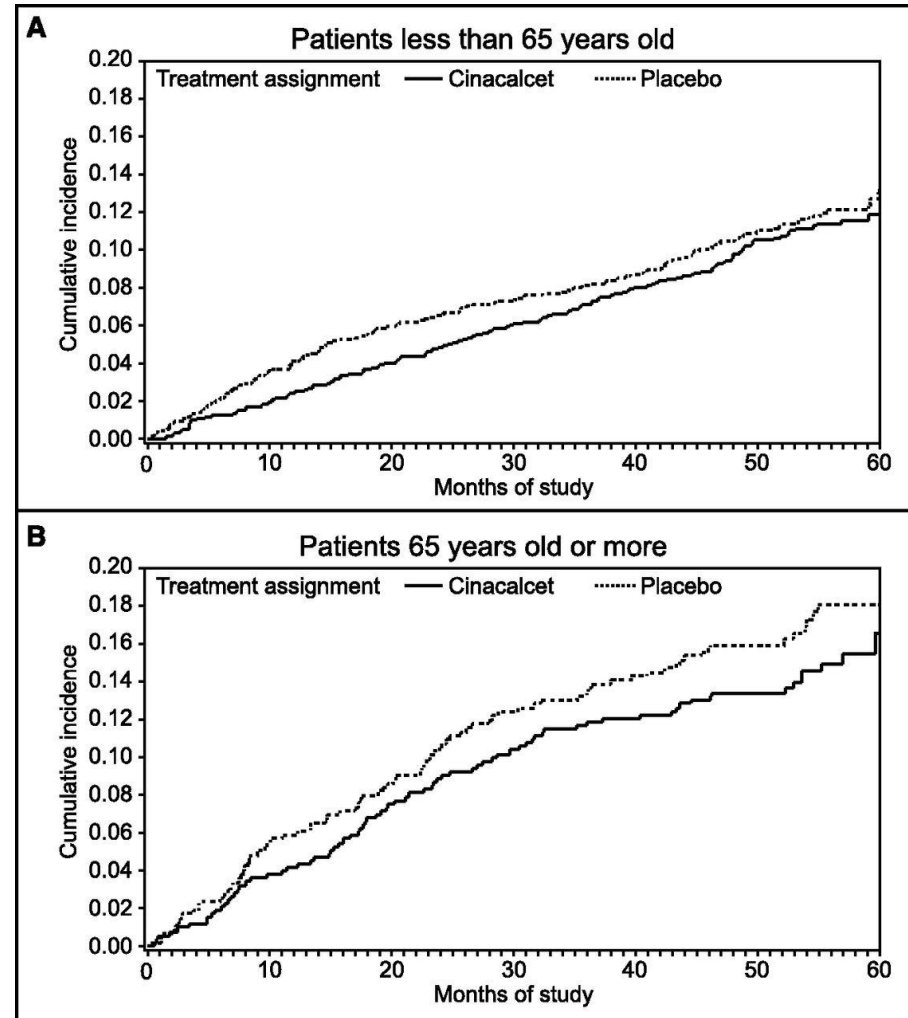 A
Patients less than 65 years old
Treatment assignment Cinacalcet Placebo
Cumulative incidence
0.20
0.18
0.16
0.14
0.12
0.10
0.08
0.06
0.04
0.02
0.00
0 10 20 30 40 50 60
Months of study
B
Patients 65 years old or more
Treatment assignment Cinacalcet Placebo
Cumulative incidence
0.20
0.18
0.16
0.14
0.12
0.10
0.08
0.06
0.04
0.02
0.00
0 10 20 30 40 50 60
Months of study